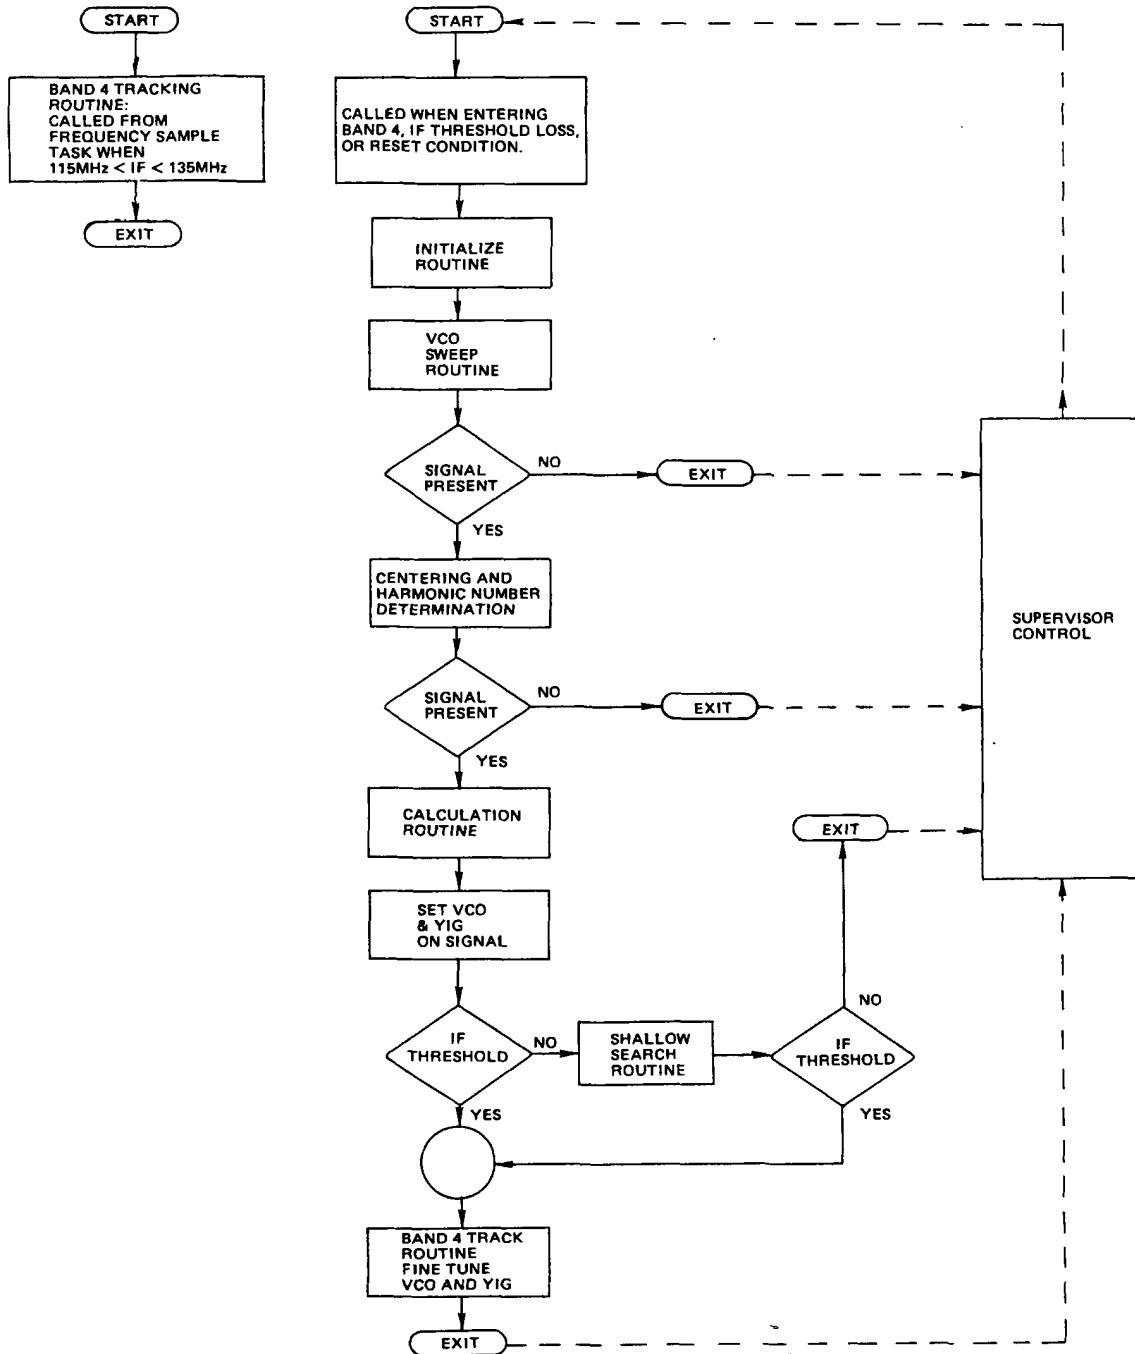 START
BAND 4 TRACKING
ROUTINE:
CALLED FROM
FREQUENCY SAMPLE
TASK WHEN
115MHz < IF < 135MHz
EXIT
START
CALLED WHEN ENTERING
BAND 4, IF THRESHOLD LOSS,
OR RESET CONDITION.
INITIALIZE
ROUTINE
VCO
SWEEP
ROUTINE
SIGNAL
PRESENT
NO
EXIT
YES
CENTERING AND
HARMONIC NUMBER
DETERMINATION
SIGNAL
PRESENT
NO
EXIT
YES
SUPERVISOR
CONTROL
CALCULATION
ROUTINE
EXIT
SET VCO
& YIG
ON SIGNAL
IF
THRESHOLD
NO
SHALLOW
SEARCH
ROUTINE
IF
THRESHOLD
NO
YES
YES
BAND 4 TRACK
ROUTINE
FINE TUNE
VCO AND YIG
EXIT